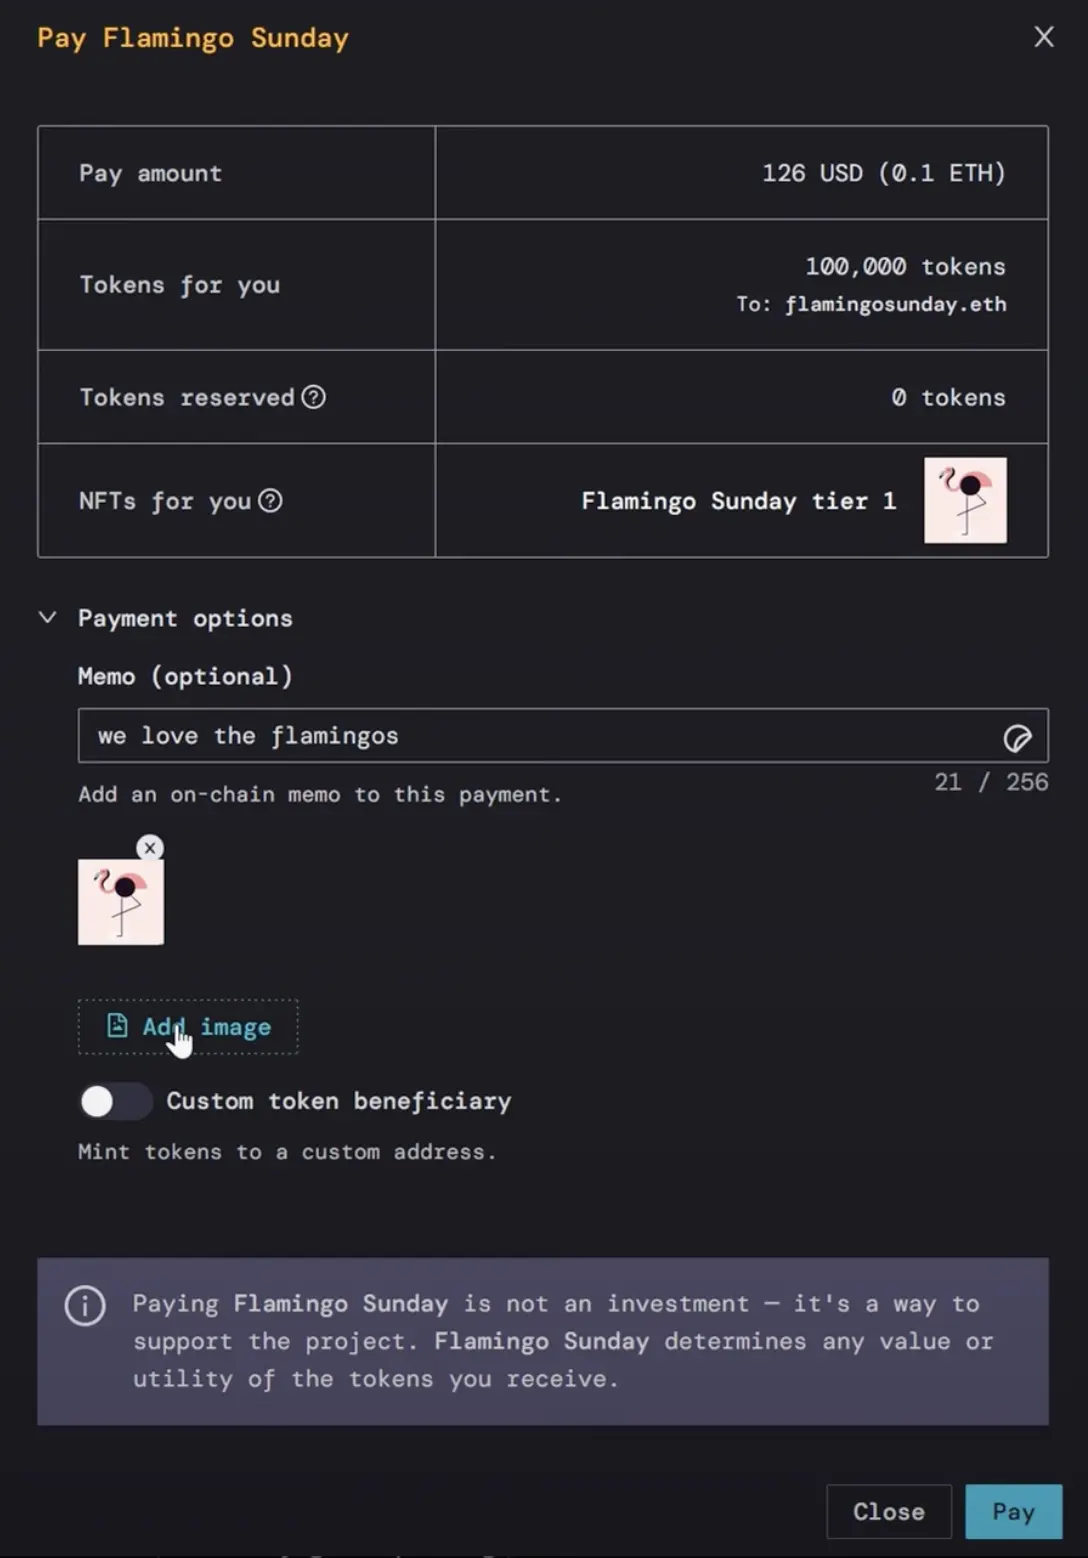 Pay Flamingo Sunday
Pay amount
126 USD (0.1 ETH)
Tokens for you
100,000 tokens
To: flamingosunday.eth
Tokens reserved
0 tokens
NFTs for you
Flamingo Sunday tier 1
Payment options
Memo (optional)
we love the flamingos
Add an on-chain memo to this payment.
21 / 256
Add image
Custom token beneficiary
Mint tokens to a custom address.
Paying Flamingo Sunday is not an investment — it's a way to
support the project. Flamingo Sunday determines any value or
utility of the tokens you receive.
Close
Pay